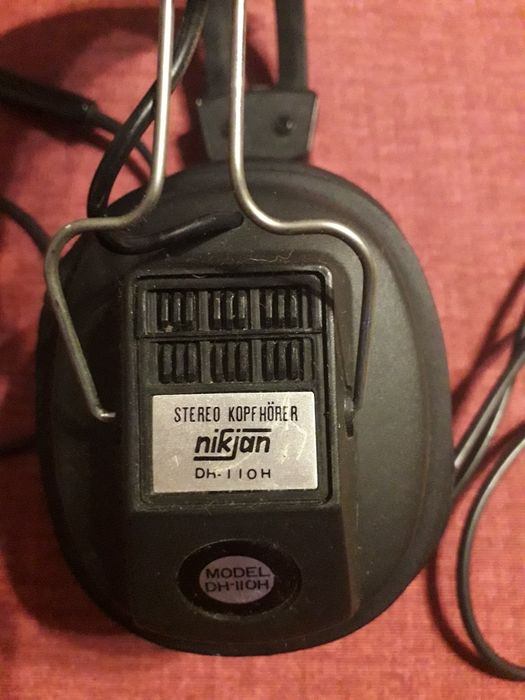 STEREO KOPFHÖRER
nikjan
DH-110H
MODEL
DH-110H